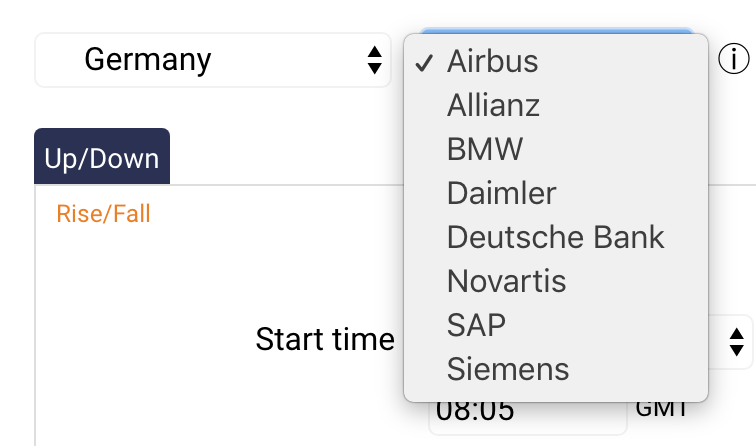 Germany
✓ Airbus
Allianz
BMW
Daimler
Deutsche Bank
Novartis
SAP
Siemens
Up/Down
Rise/Fall
Start time
08:05
GMT